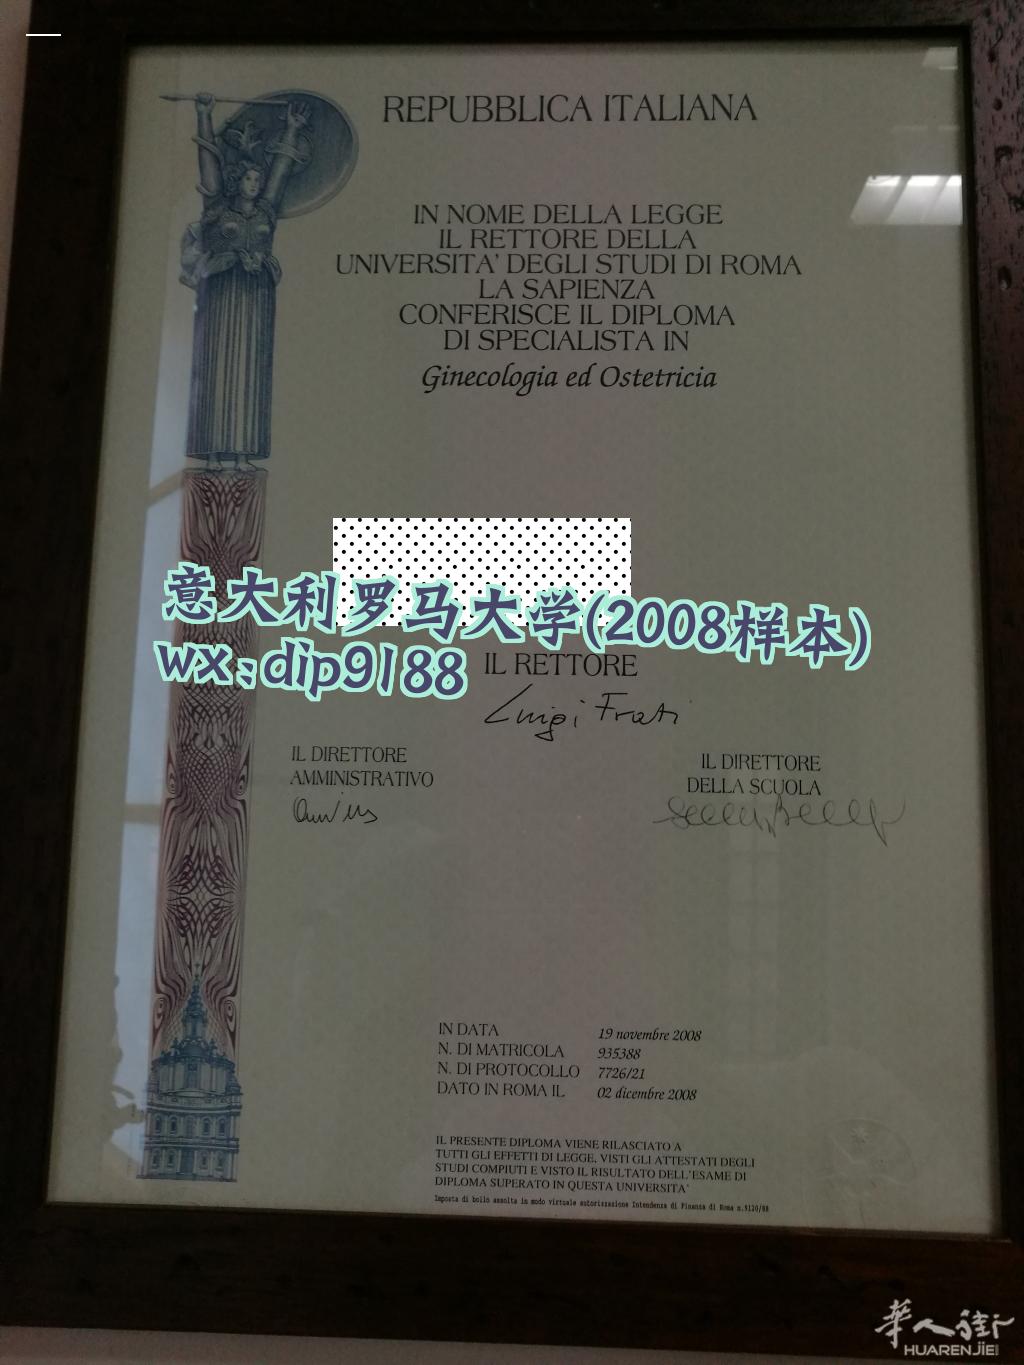 REPUBBLICA ITALIANA
IN NOME DELLA LEGGE
IL RETTORE DELLA
UNIVERSITA' DEGLI STUDI DI ROMA
LA SAPIENZA
CONFERISCE IL DIPLOMA
DI SPECIALISTA IN
Ginecologia ed Ostetricia
意大利罗马大学(2008样本)
wx:dip9188
IL RETTORE
Luigi Frati
IL DIRETTORE
AMMINISTRATIVO
IL DIRETTORE
DELLA SCUOLA
IN DATA 19 novembre 2008
N. DI MATRICOLA 935388
N. DI PROTOCOLLO 7726/21
DATO IN ROMA IL 02 dicembre 2008
IL PRESENTE DIPLOMA VIENE RILASCIATO A
TUTTI GLI EFFETTI DI LEGGE, VISTI GLI ATTESTATI DEGLI
STUDI COMPIUTI E VISTO IL RISULTATO DELL'ESAME DI
DIPLOMA SUPERATO IN QUESTA UNIVERSITA'
Imposta di bollo assolta in modo virtuale autorizzazione Intendenza di Finanza di Roma n.9120/88
華人街
HUARENJIE